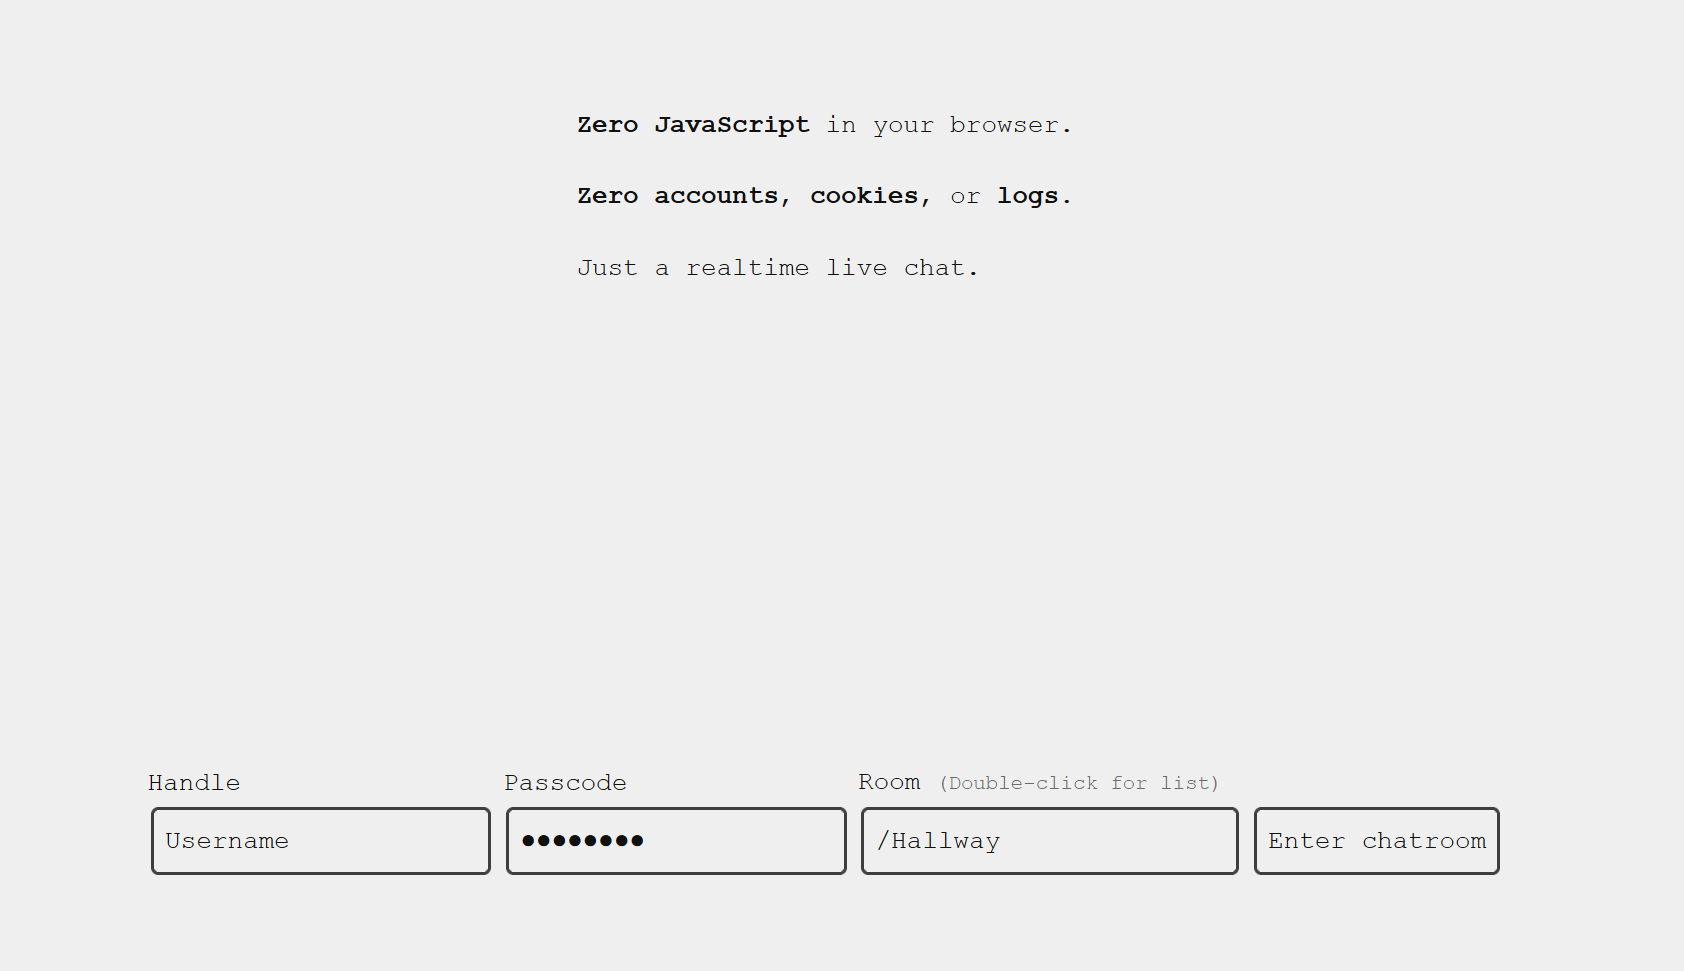 Zero JavaScript in your browser.
Zero accounts, cookies, or logs.
Just a realtime live chat.
Handle
Passcode
Room (Double-click for list)
Username
●●●●●●●●
/Hallway
Enter chatroom